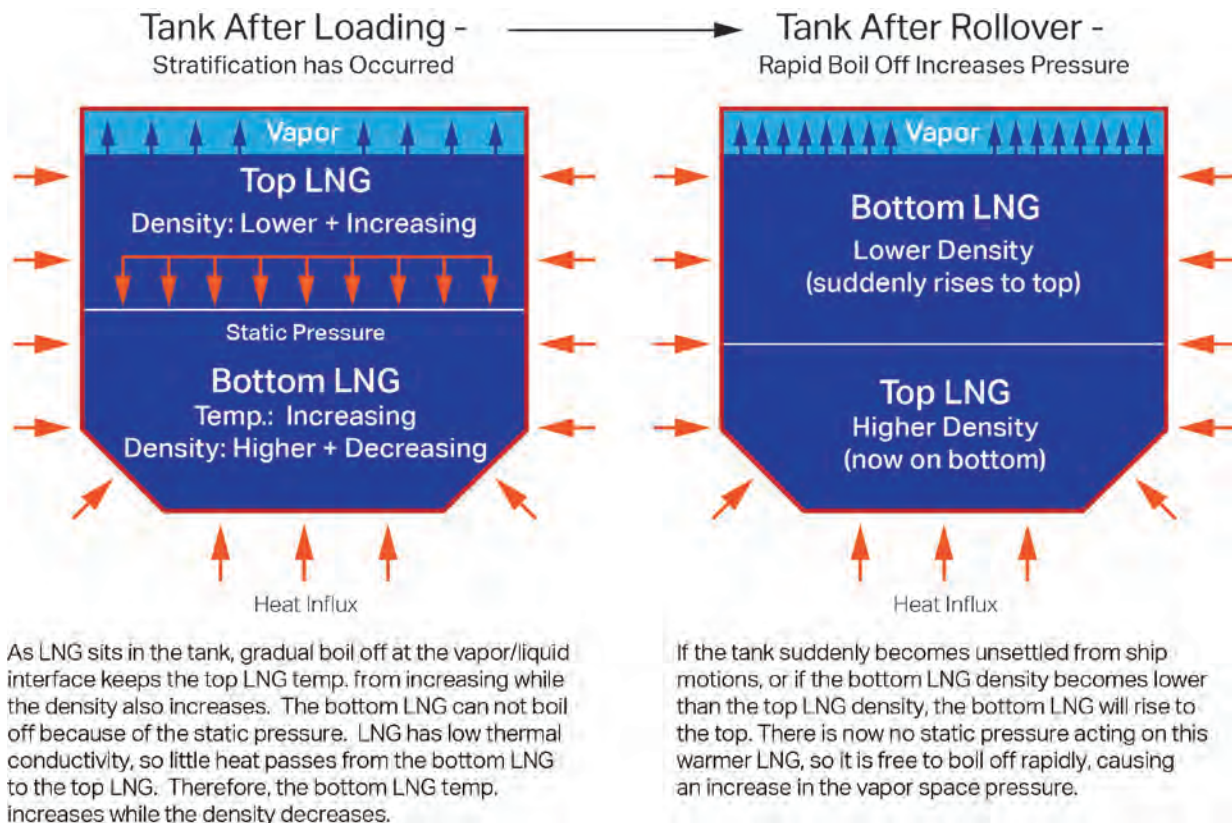 Tank After Loading -
Stratification has Occurred
Vapor
Top LNG
Density: Lower + Increasing
Static Pressure
Bottom LNG
Temp.: Increasing
Density: Higher + Decreasing
Heat Influx
As LNG sits in the tank, gradual boil off at the vapor/liquid
interface keeps the top LNG temp. from increasing while
the density also increases. The bottom LNG can not boil
off because of the static pressure. LNG has low thermal
conductivity, so little heat passes from the bottom LNG
to the top LNG. Therefore, the bottom LNG temp.
increases while the density decreases.
Tank After Rollover -
Rapid Boil Off Increases Pressure
Vapor
Bottom LNG
Lower Density
(suddenly rises to top)
Top LNG
Higher Density
(now on bottom)
Heat Influx
If the tank suddenly becomes unsettled from ship
motions, or if the bottom LNG density becomes lower
than the top LNG density, the bottom LNG will rise to
the top. There is now no static pressure acting on this
warmer LNG, so it is free to boil off rapidly, causing
an increase in the vapor space pressure.